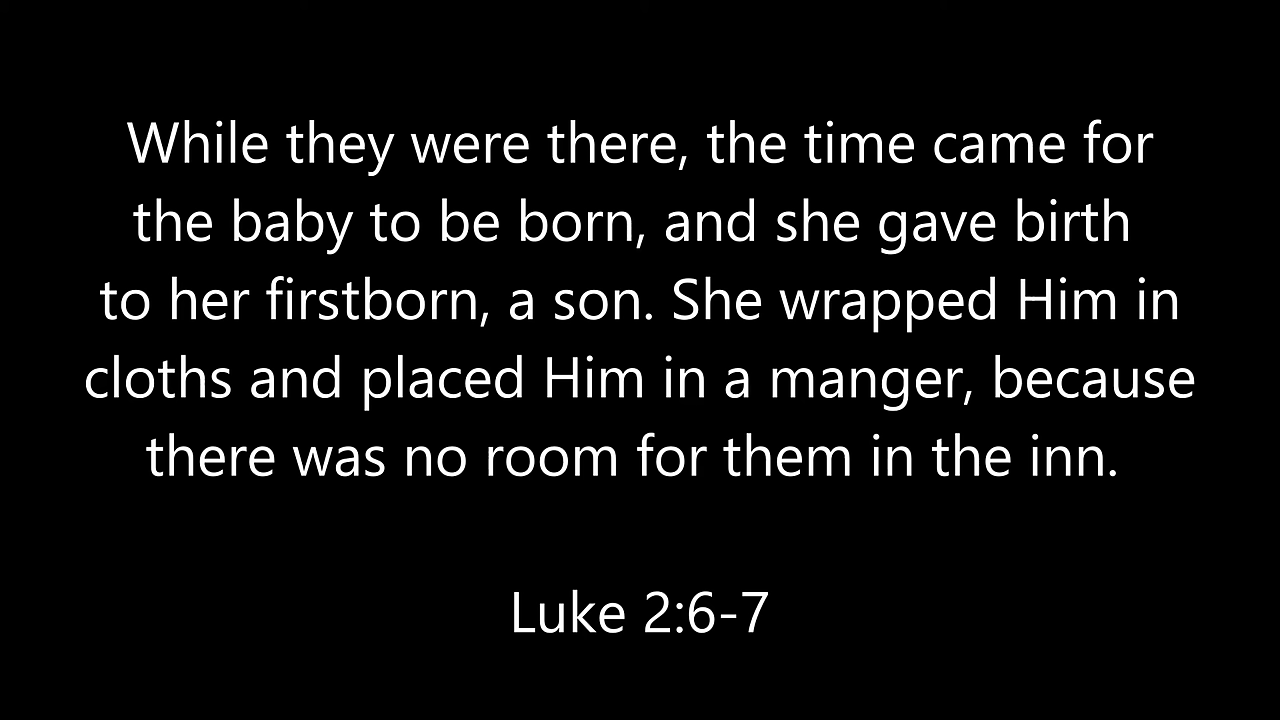 While they were there, the time came for
the baby to be born, and she gave birth
to her firstborn, a son. She wrapped Him in
cloths and placed Him in a manger, because
there was no room for them in the inn.
Luke 2:6-7